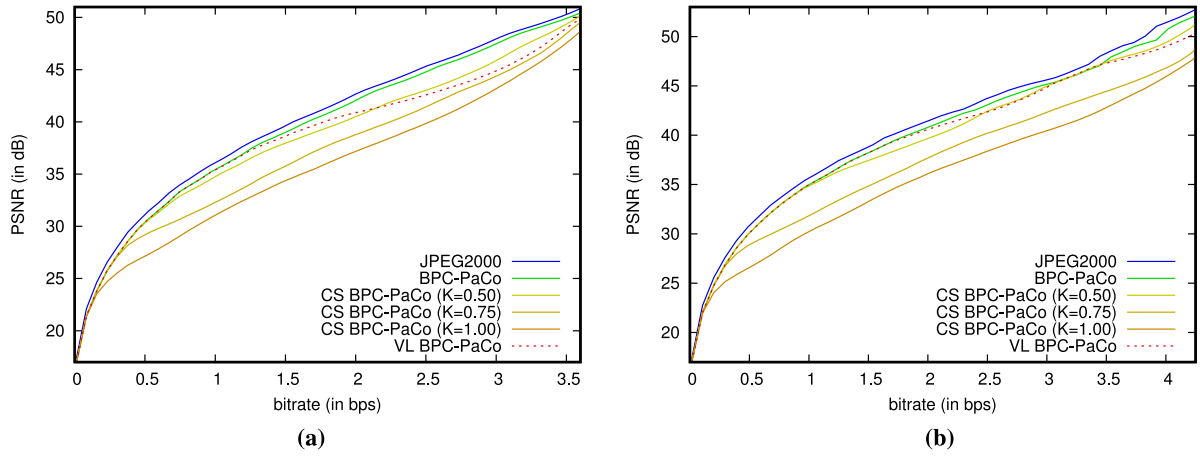 PSNR (in dB)
50
45
40
35
30
25
20
JPEG2000
BPC-PaCo
CS BPC-PaCo (K=0.50)
CS BPC-PaCo (K=0.75)
CS BPC-PaCo (K=1.00)
VL BPC-PaCo
0 0.5 1 1.5 2 2.5 3 3.5
bitrate (in bps)
(a)
PSNR (in dB)
50
45
40
35
30
25
20
JPEG2000
BPC-PaCo
CS BPC-PaCo (K=0.50)
CS BPC-PaCo (K=0.75)
CS BPC-PaCo (K=1.00)
VL BPC-PaCo
0 0.5 1 1.5 2 2.5 3 3.5 4
bitrate (in bps)
(b)